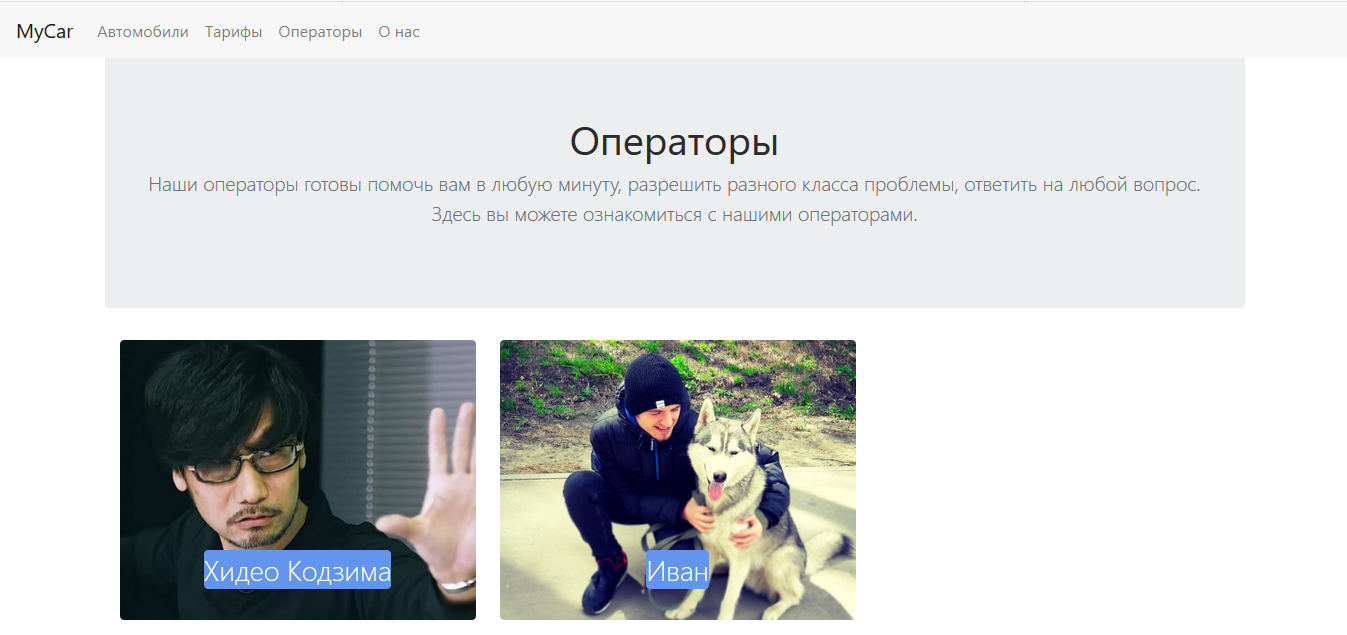 MyCar Автомобили Тарифы Операторы О нас
Операторы
Наши операторы готовы помочь вам в любую минуту, разрешить разного класса проблемы, ответить на любой вопрос.
Здесь вы можете ознакомиться с нашими операторами.
Хидео Кодзима
Иван